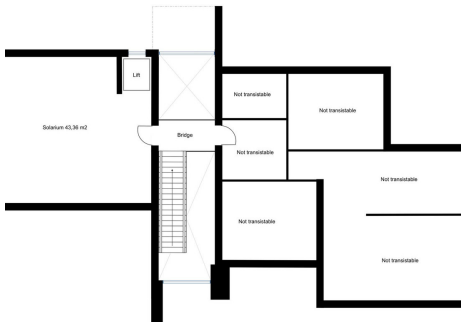 Lift
Not transistable
Not transistable
Solarium 43,36 m2
Bridge
Not transistable
Not transistable
Not transistable
Not transistable